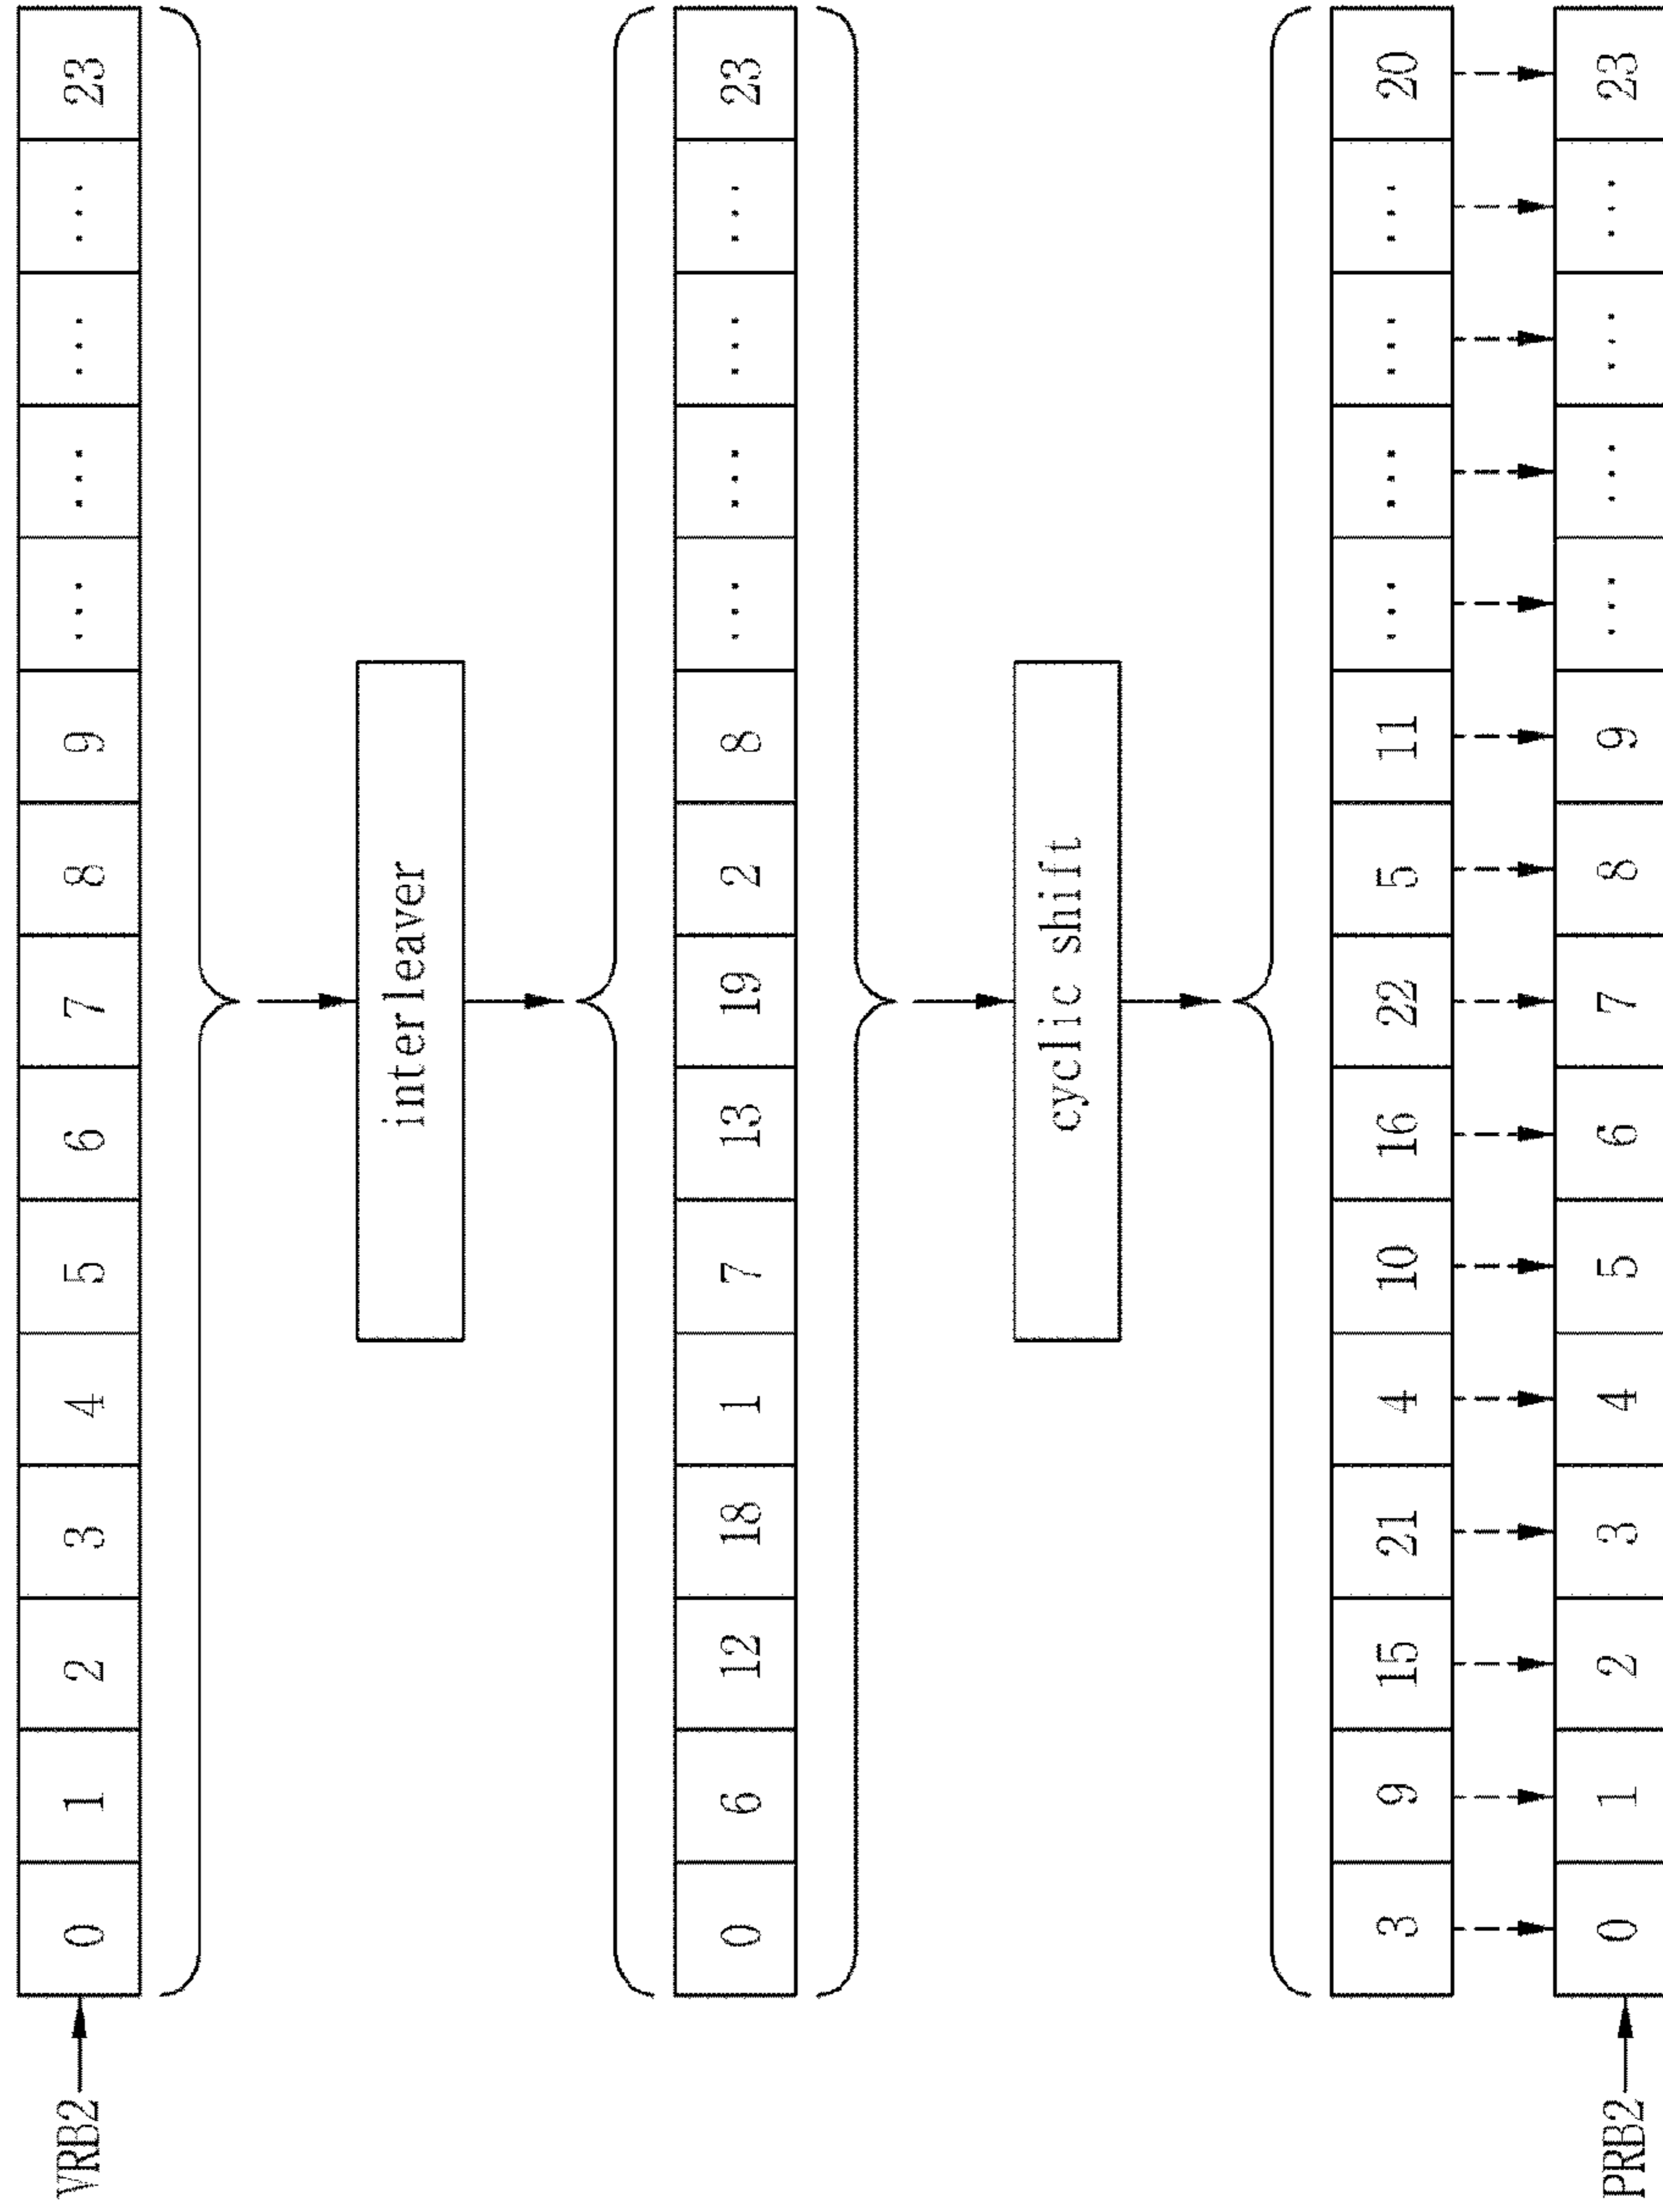 VRB2 0 1 2 3 4 5 6 7 8 9 ... ... ... ... 23
interleaver
0 6 12 18 1 7 13 19 2 8 ... ... ... ... 23
cyclic shift
3 9 15 21 4 10 16 22 5 11 ... ... ... ... 20
PRB2 0 1 2 3 4 5 6 7 8 9 ... ... ... ... 23